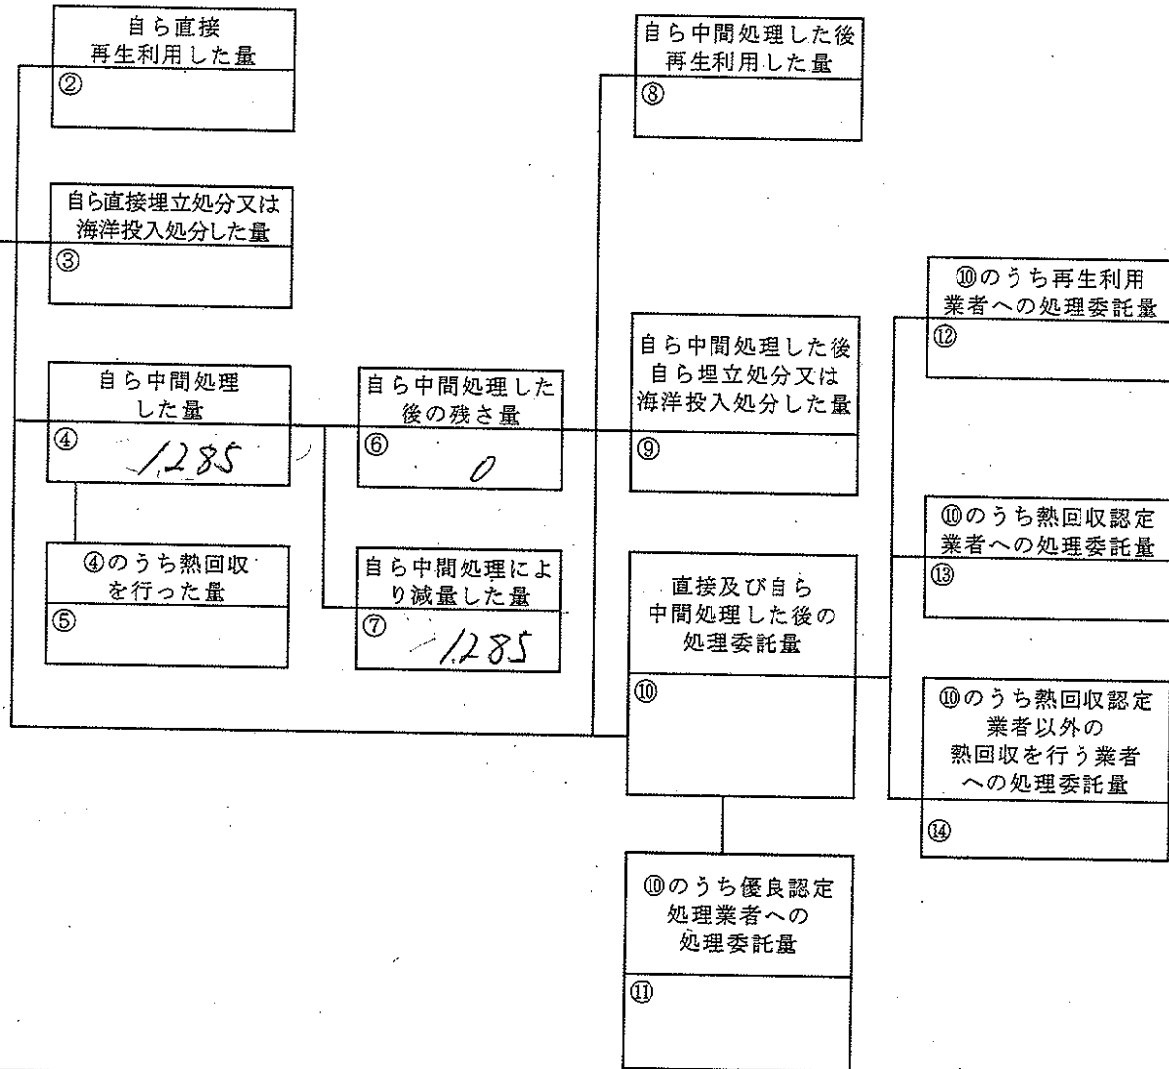 自ら直接
再生利用した量
②
自ら直接埋立処分又は
海洋投入処分した量
③
自ら中間処理
した量
④
1,285
④のうち熱回収
を行った量
⑤
自ら中間処理した
後の残さ量
⑥
0
自ら中間処理によ
り減量した量
⑦
1,285
自ら中間処理した後
再生利用した量
⑧
自ら中間処理した後
自ら埋立処分又は
海洋投入処分した量
⑨
直接及び自ら
中間処理した後の
処理委託量
⑩
⑩のうち優良認定
処理業者への
処理委託量
⑪
⑩のうち再生利用
業者への処理委託量
⑫
⑩のうち熱回収認定
業者への処理委託量
⑬
⑩のうち熱回収認定
業者以外の
熱回収を行う業者
への処理委託量
⑭